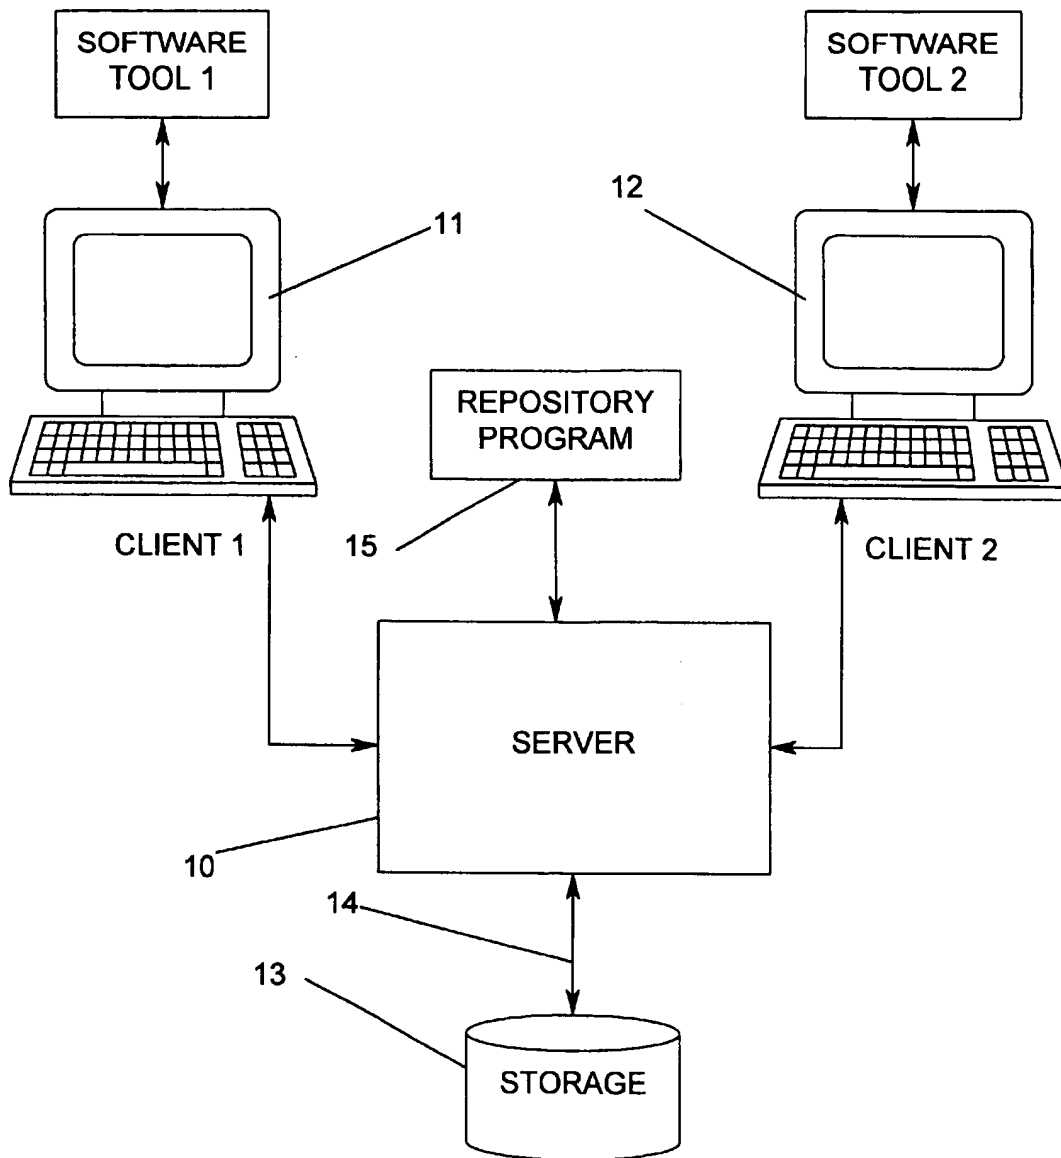 SOFTWARE
TOOL 1
SOFTWARE
TOOL 2
11
12
REPOSITORY
PROGRAM
CLIENT 1
15
CLIENT 2
SERVER
10
14
13
STORAGE